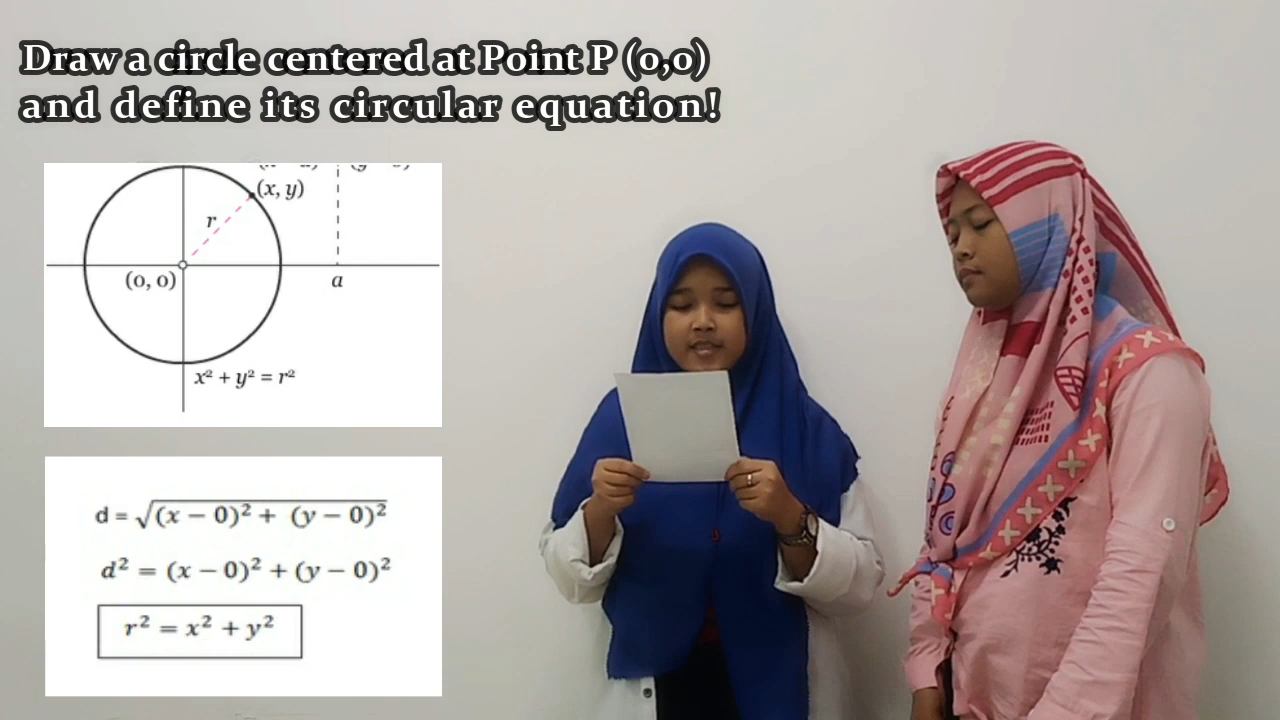 Draw a circle centered at Point P (0,0)
and define its circular equation!
(x, y)
r
(0, 0)
a
x² + y² = r²
d = √(x − 0)² + (y − 0)²
d² = (x − 0)² + (y − 0)²
r² = x² + y²